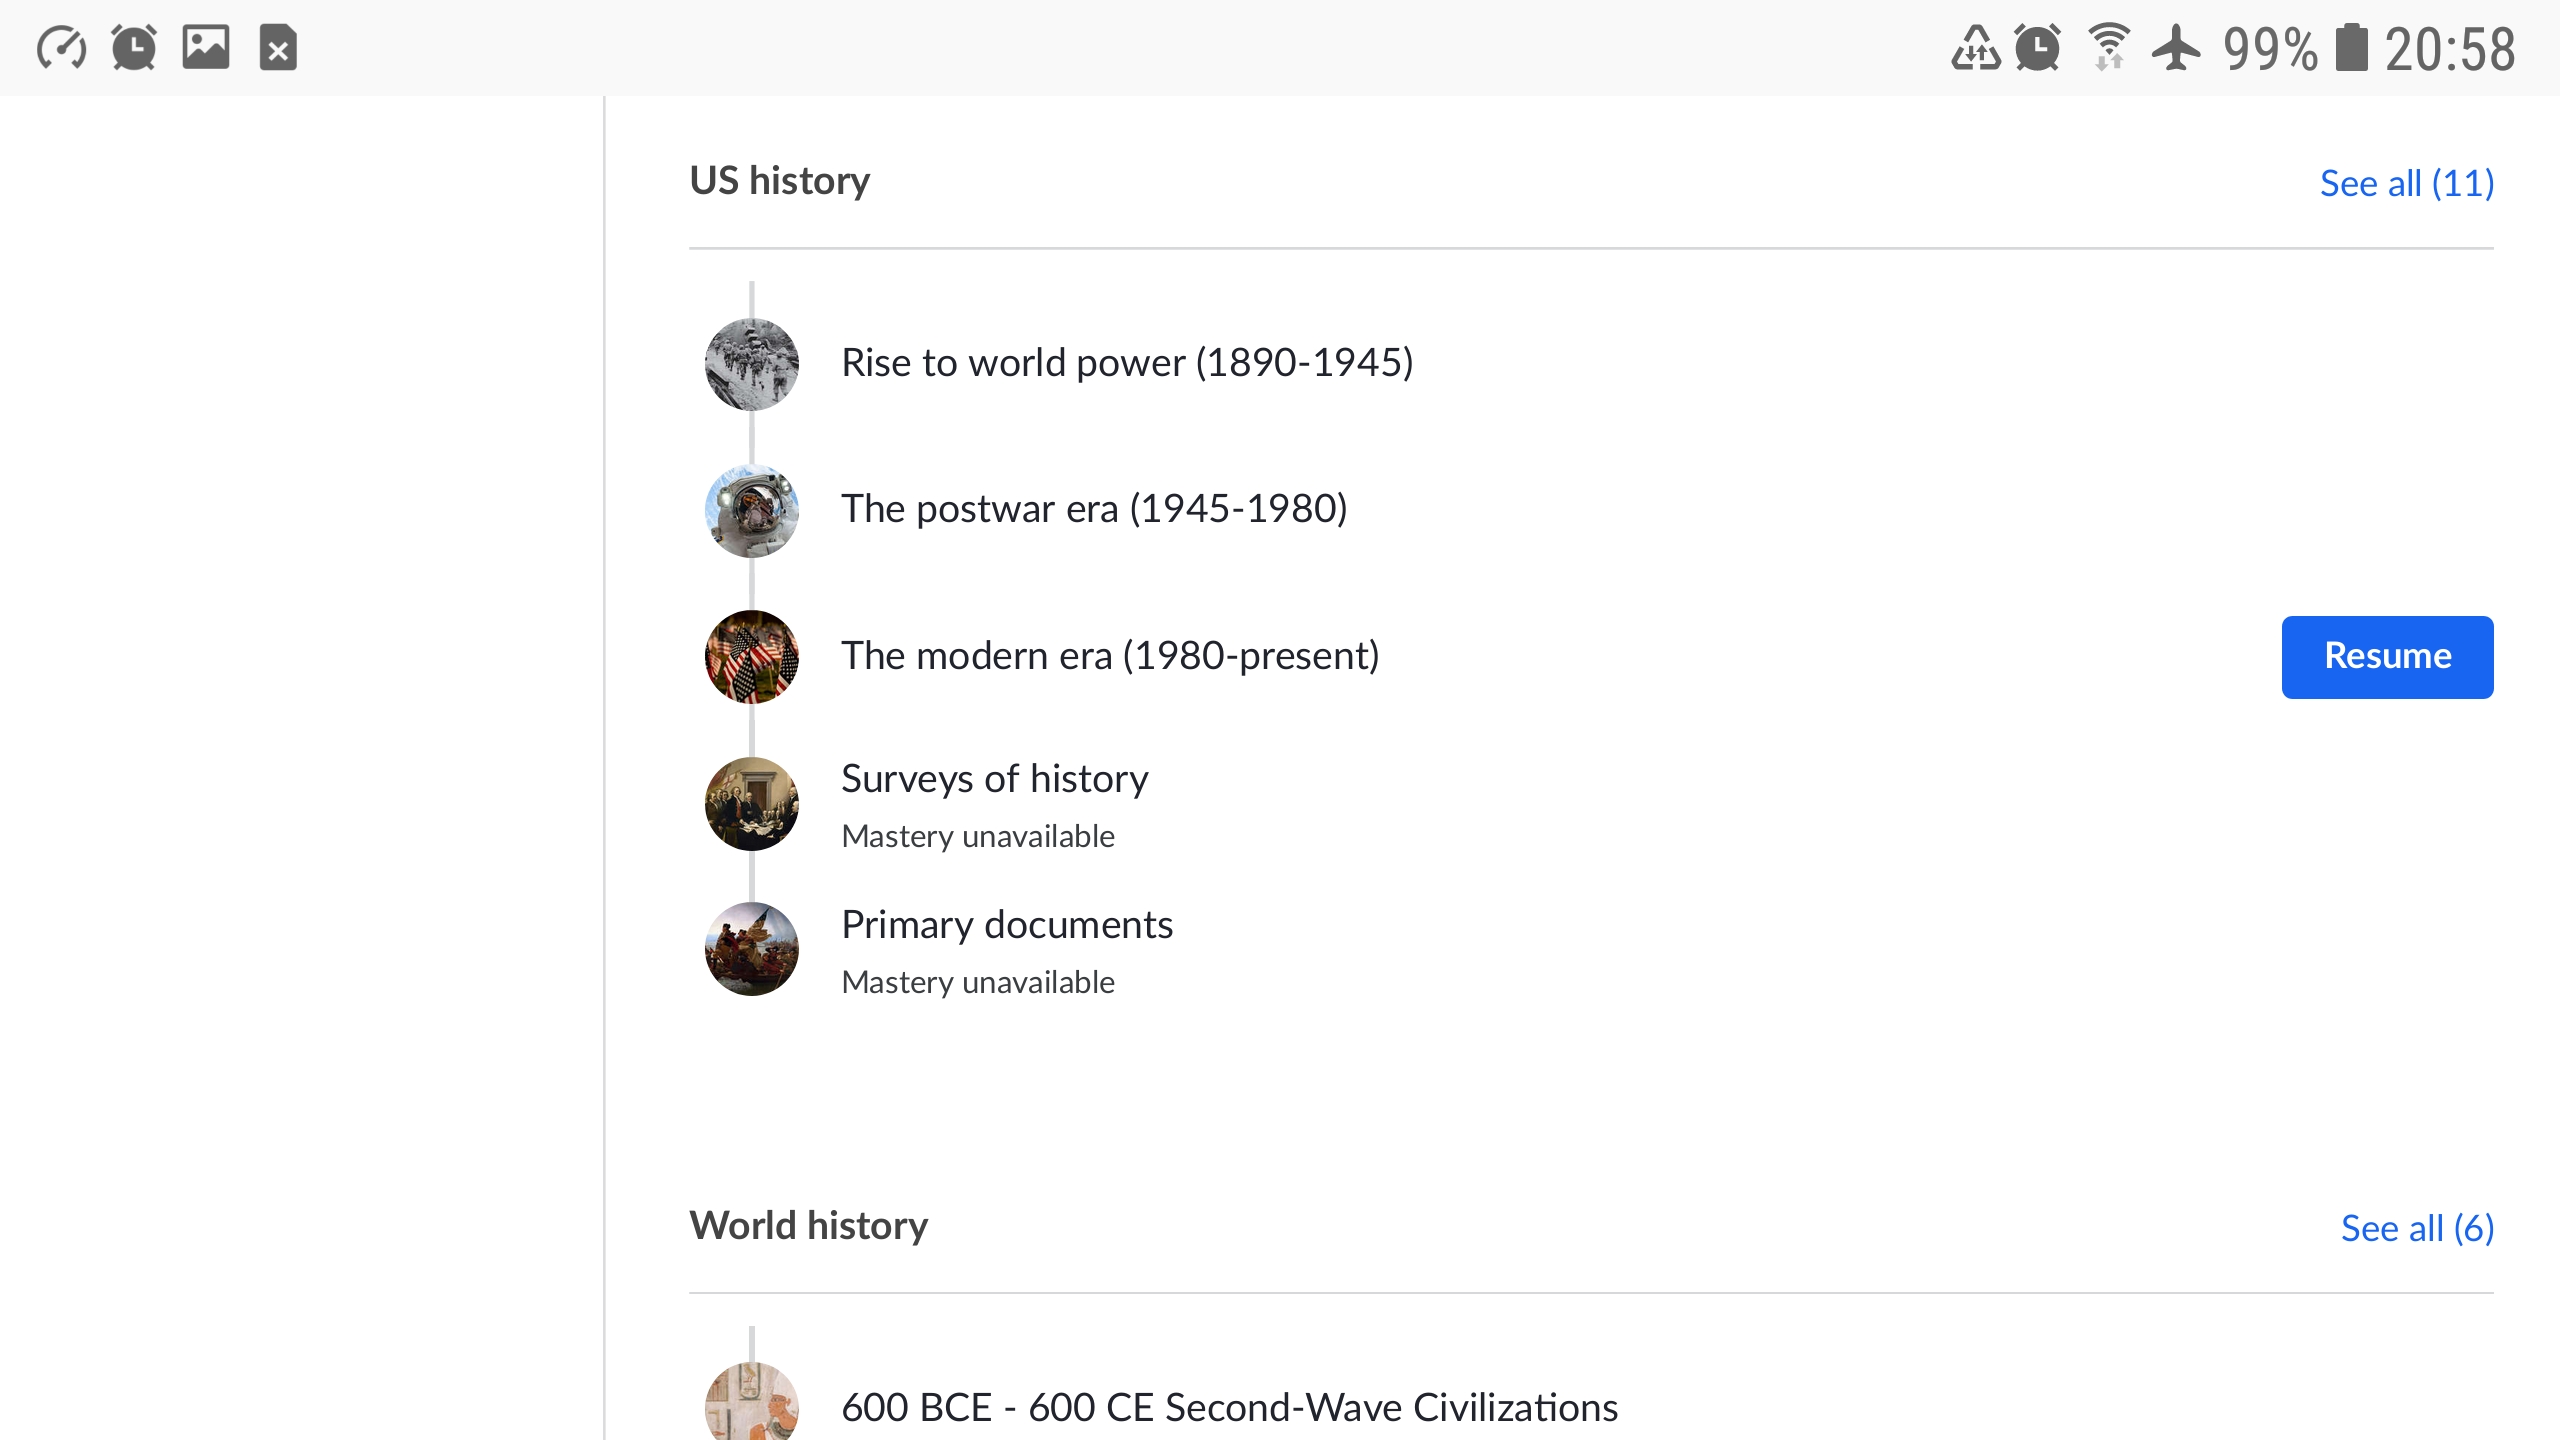 99% 20:58
US history
See all (11)
Rise to world power (1890-1945)
The postwar era (1945-1980)
The modern era (1980-present)
Resume
Surveys of history
Mastery unavailable
Primary documents
Mastery unavailable
World history
See all (6)
600 BCE - 600 CE Second-Wave Civilizations